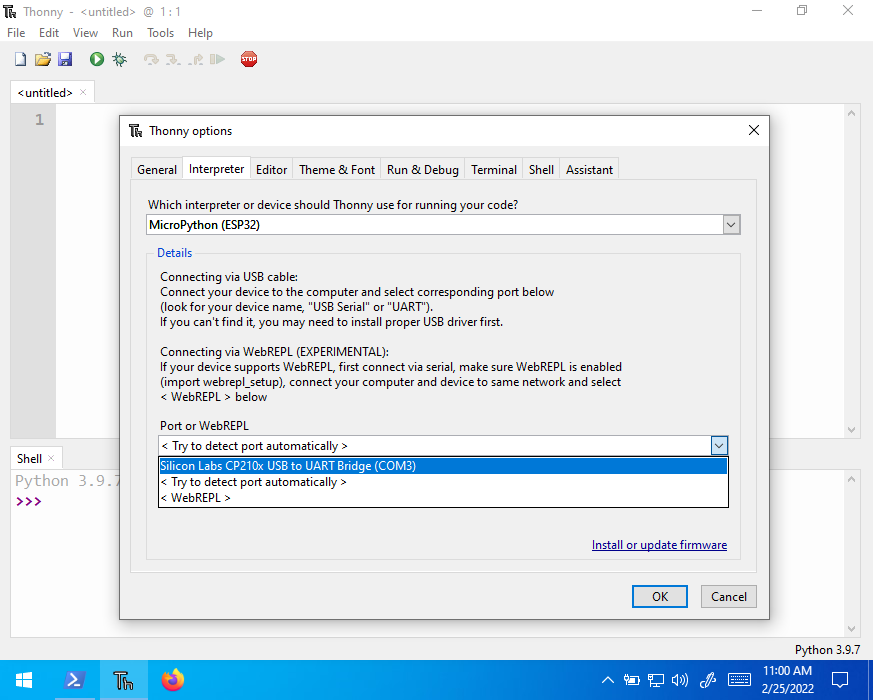 Thonny - <untitled> @ 1 : 1
File Edit View Run Tools Help
STOP
<untitled> ×
1
Thonny options
General Interpreter Editor Theme & Font Run & Debug Terminal Shell Assistant
Which interpreter or device should Thonny use for running your code?
MicroPython (ESP32)
Details
Connecting via USB cable:
Connect your device to the computer and select corresponding port below
(look for your device name, "USB Serial" or "UART").
If you can't find it, you may need to install proper USB driver first.
Connecting via WebREPL (EXPERIMENTAL):
If your device supports WebREPL, first connect via serial, make sure WebREPL is enabled
(import webrepl_setup), connect your computer and device to same network and select
< WebREPL > below
Port or WebREPL
< Try to detect port automatically >
Silicon Labs CP210x USB to UART Bridge (COM3)
< Try to detect port automatically >
< WebREPL >
Install or update firmware
OK Cancel
Shell ×
Python 3.9.7
>>>
Python 3.9.7
11:00 AM
2/25/2022